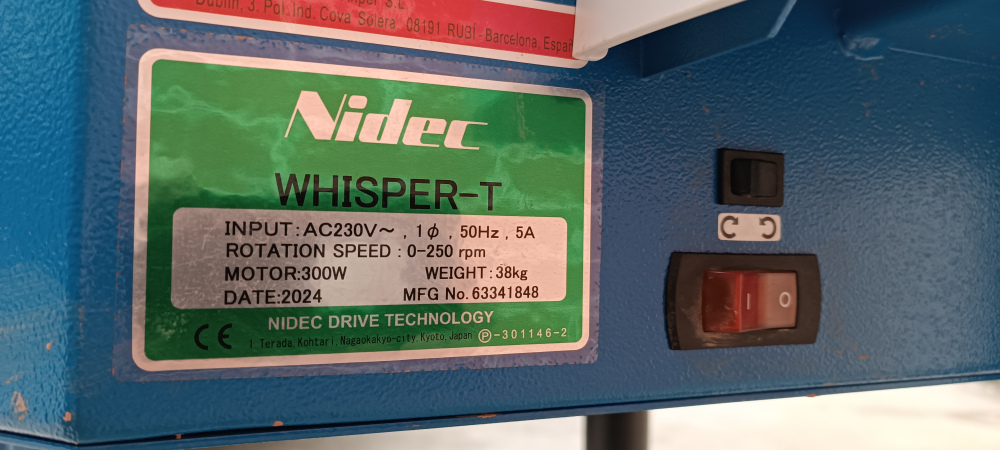 Dublin, 3. Pol. Ind. Cova Solera, 08191 RUBÍ - Barcelona, Españ
Nidec
WHISPER-T
INPUT : AC230V～ , 1ϕ , 50Hz , 5A
ROTATION SPEED : 0-250 rpm
MOTOR:300W WEIGHT : 38kg
DATE:2024 MFG No. 63341848
NIDEC DRIVE TECHNOLOGY
CE 1, Terada, Kohtari, Nagaokakyo-city, Kyoto, Japan Ⓟ-301146-2
I O